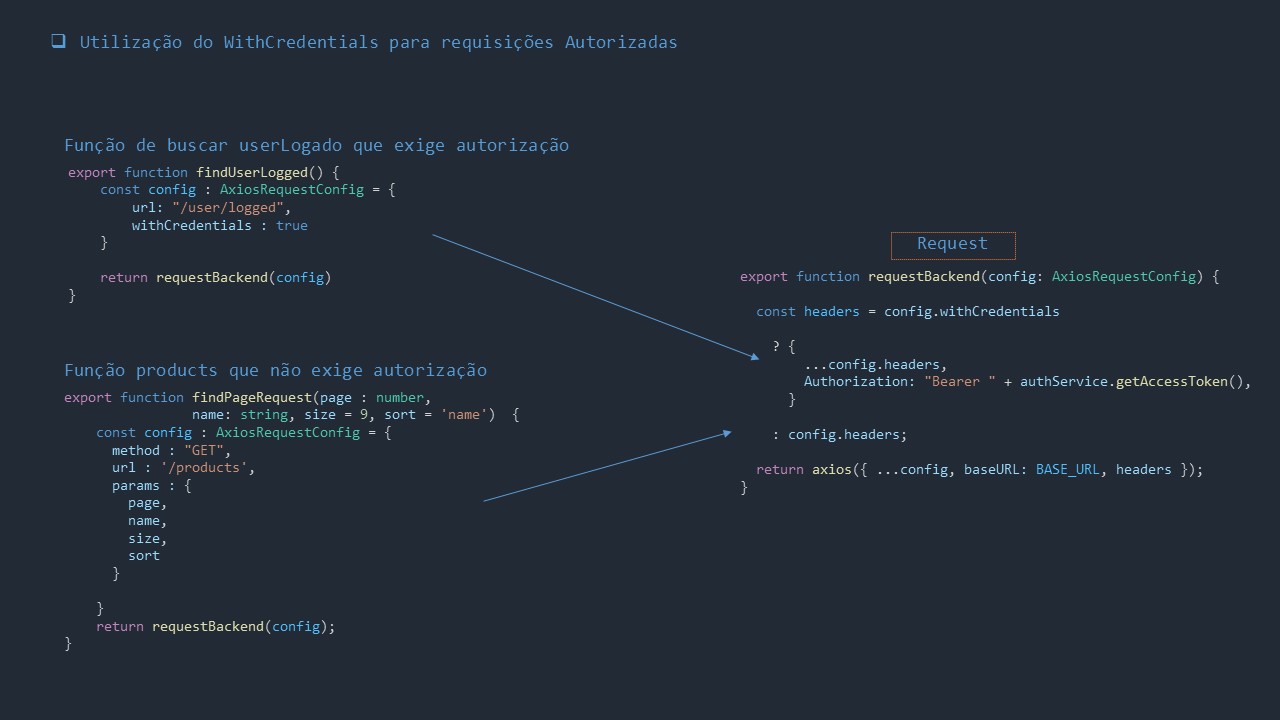 ❑ Utilização do WithCredentials para requisições Autorizadas
Função de buscar userLogado que exige autorização
export function findUserLogged() {
    const config : AxiosRequestConfig = {
        url: "/user/logged",
        withCredentials : true
    }
    return requestBackend(config)
}
Função products que não exige autorização
export function findPageRequest(page : number,
                name: string, size = 9, sort = 'name')  {
    const config : AxiosRequestConfig = {
      method : "GET",
      url : '/products',
      params : {
        page,
        name,
        size,
        sort
      }
    }
    return requestBackend(config);
}
Request
export function requestBackend(config: AxiosRequestConfig) {
  const headers = config.withCredentials
    ? {
        ...config.headers,
        Authorization: "Bearer " + authService.getAccessToken(),
      }
    : config.headers;
  return axios({ ...config, baseURL: BASE_URL, headers });
}